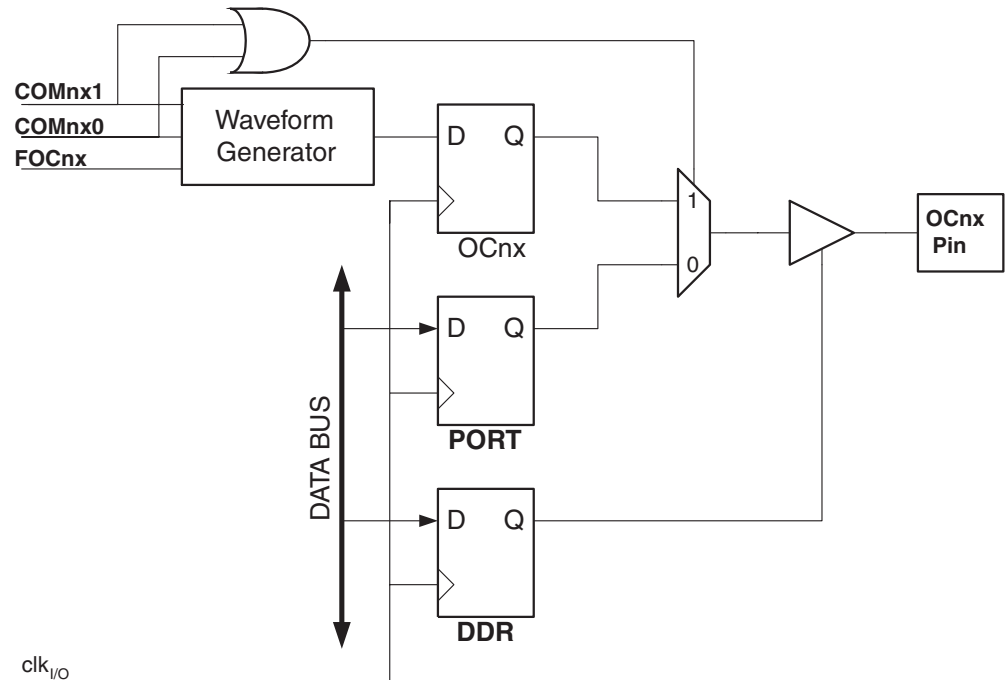 COMnx1
COMnx0
FOCnx
Waveform
Generator
D Q
OCnx
1
0
OCnx
Pin
D Q
PORT
DATA BUS
D Q
DDR
clkI/O